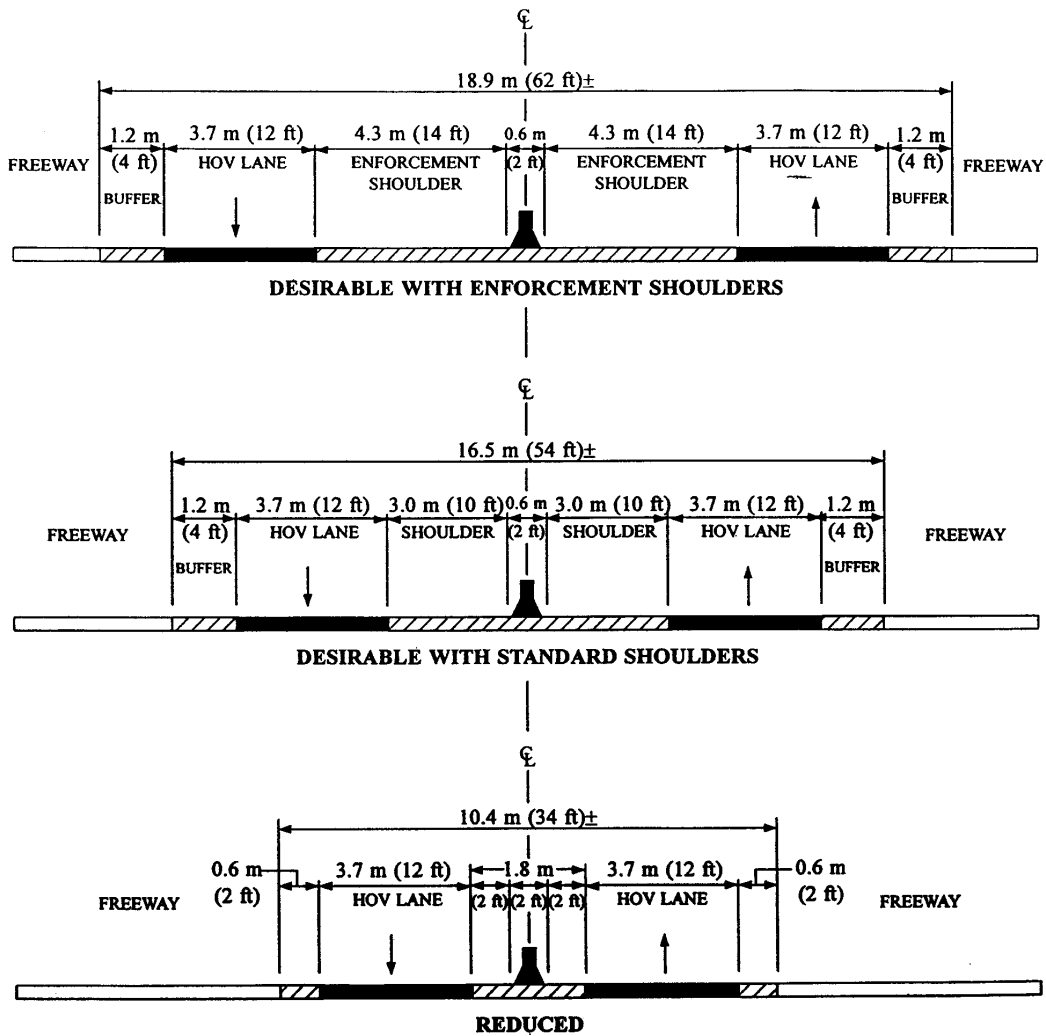 ℄
18.9 m (62 ft)±
1.2 m 3.7 m (12 ft) 4.3 m (14 ft) 0.6 m 4.3 m (14 ft) 3.7 m (12 ft) 1.2 m
FREEWAY (4 ft) HOV LANE ENFORCEMENT (2 ft) ENFORCEMENT HOV LANE (4 ft) FREEWAY
SHOULDER SHOULDER
BUFFER BUFFER
DESIRABLE WITH ENFORCEMENT SHOULDERS
℄
16.5 m (54 ft)±
1.2 m 3.7 m (12 ft) 3.0 m (10 ft) 0.6 m 3.0 m (10 ft) 3.7 m (12 ft) 1.2 m
FREEWAY (4 ft) HOV LANE SHOULDER (2 ft) SHOULDER HOV LANE (4 ft) FREEWAY
BUFFER BUFFER
DESIRABLE WITH STANDARD SHOULDERS
℄
10.4 m (34 ft)±
0.6 m 3.7 m (12 ft) 1.8 m 3.7 m (12 ft) 0.6 m
(2 ft) HOV LANE (2 ft) (2 ft) (2 ft) HOV LANE (2 ft)
FREEWAY FREEWAY
REDUCED